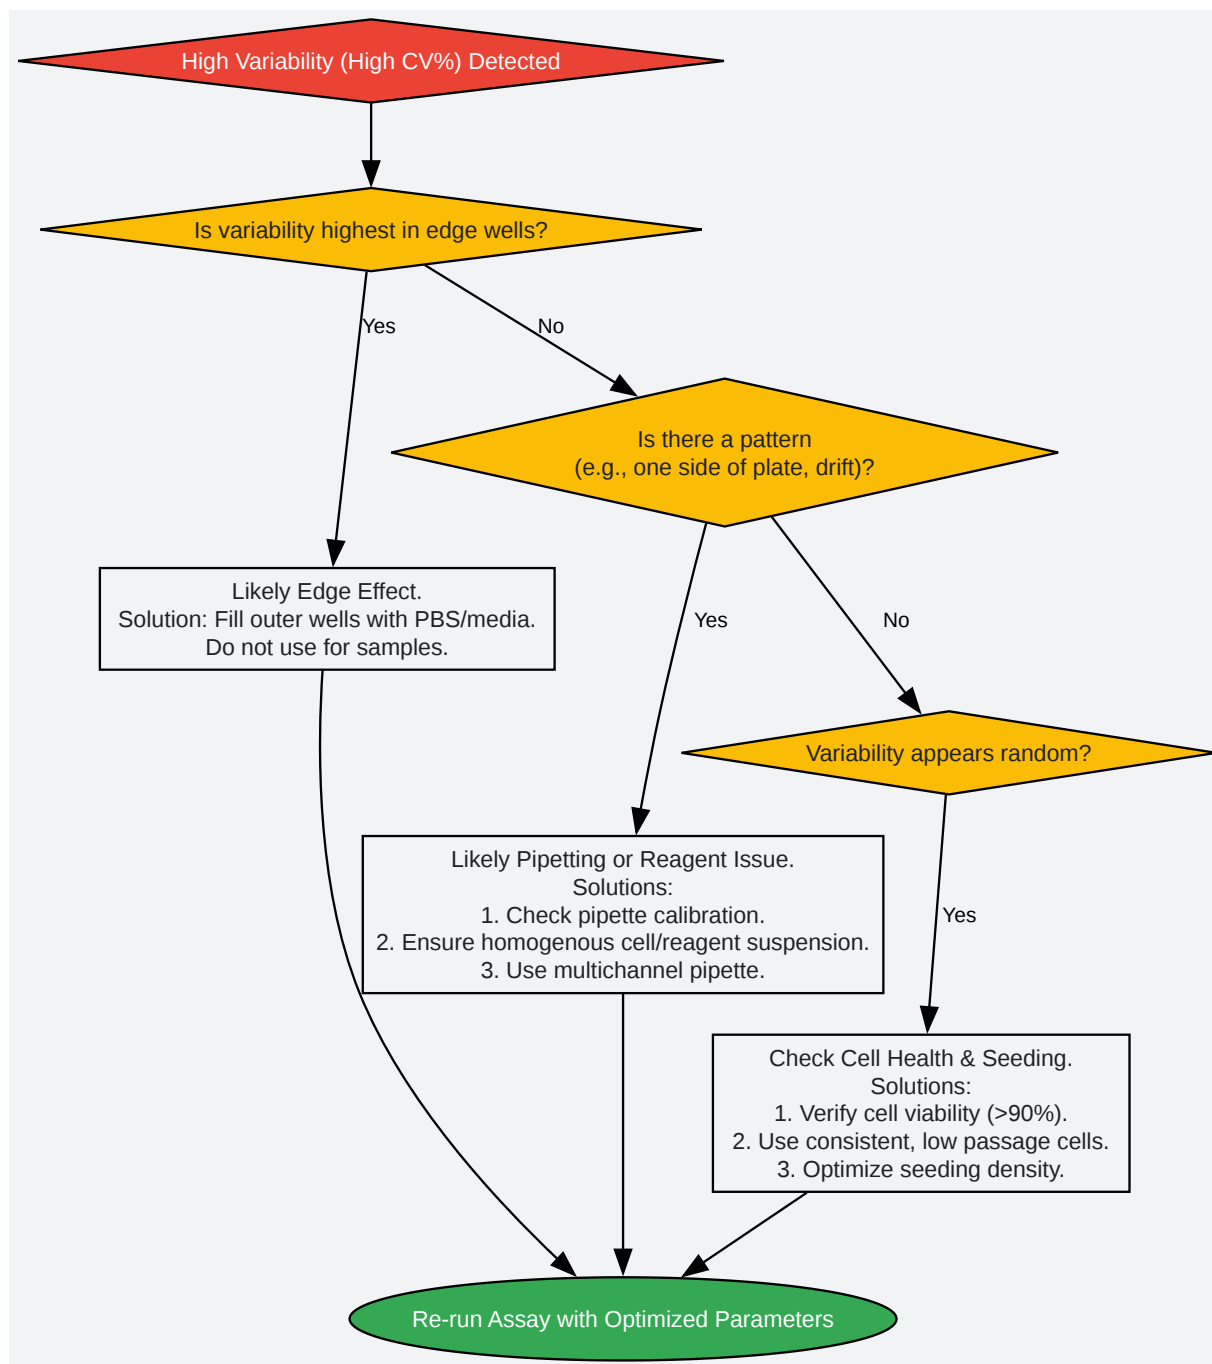 High Variability (High CV%) Detected
Is variability highest in edge wells?
Yes
No
Is there a pattern
(e.g., one side of plate, drift)?
Likely Edge Effect.
Solution: Fill outer wells with PBS/media.
Do not use for samples.
Yes
No
Variability appears random?
Likely Pipetting or Reagent Issue.
Solutions:
1. Check pipette calibration.
2. Ensure homogenous cell/reagent suspension.
3. Use multichannel pipette.
Yes
Check Cell Health & Seeding.
Solutions:
1. Verify cell viability (>90%).
2. Use consistent, low passage cells.
3. Optimize seeding density.
Re-run Assay with Optimized Parameters